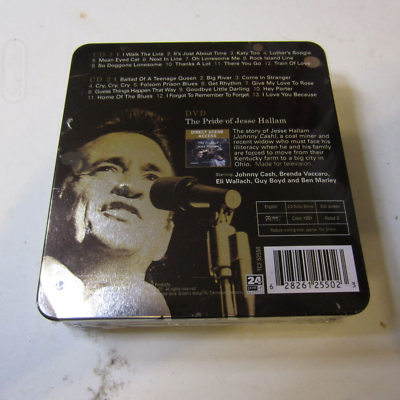 CD 1 1 I Walk The Line 2. It's Just About Time 3. Katy Too 4. Luther's Boogie
5. Mean Eyed Cat 6. Next In Line 7. Oh Lonesome Me 8. Rock Island Line
9. So Doggone Lonesome 10. Thanks A Lot 11. There You Go 12. Train Of Love
CD 2 1. Ballad Of A Teenage Queen 2. Big River 3. Come In Stranger
4. Cry, Cry, Cry 5. Folsom Prison Blues 6. Get Rhythm 7. Give My Love To Rose
8. Guess Things Happen That Way 9. Goodbye Little Darling 10. Hey Porter
11. Home Of The Blues 12. I Forgot To Remember To Forget 13. I Love You Because
DVD
The Pride of Jesse Hallam
DIRECT SCENE
ACCESS
The story of Jesse Hallam
(Johnny Cash), a coal miner and
recent widow who must face his
illiteracy when he and his family
are forced to move from their
Kentucky farm to a big city in
Ohio. Made for television.
Starring Johnny Cash, Brenda Vaccaro,
Eli Wallach, Guy Boyd and Ben Marley
English
Color 1981
TC2 82550
24
6 28261 25502 3